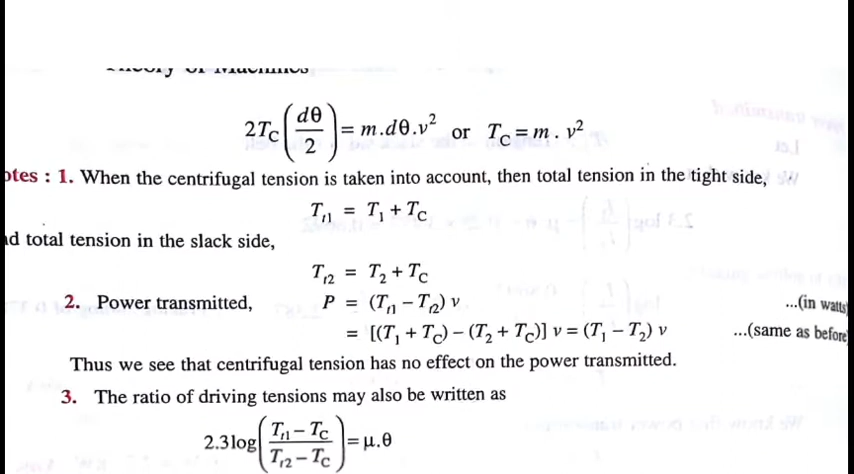 Theory of Machines
2T_C (dθ/2) = m.dθ.v² or T_C = m . v²
otes : 1. When the centrifugal tension is taken into account, then total tension in the tight side,
T_t1 = T_1 + T_C
nd total tension in the slack side,
T_t2 = T_2 + T_C
2. Power transmitted, P = (T_t1 – T_t2) v ...(in watts)
= [(T_1 + T_C) – (T_2 + T_C)] v = (T_1 – T_2) v ...(same as before)
Thus we see that centrifugal tension has no effect on the power transmitted.
3. The ratio of driving tensions may also be written as
2.3 log ((T_t1 – T_C)/(T_t2 – T_C)) = μ.θ